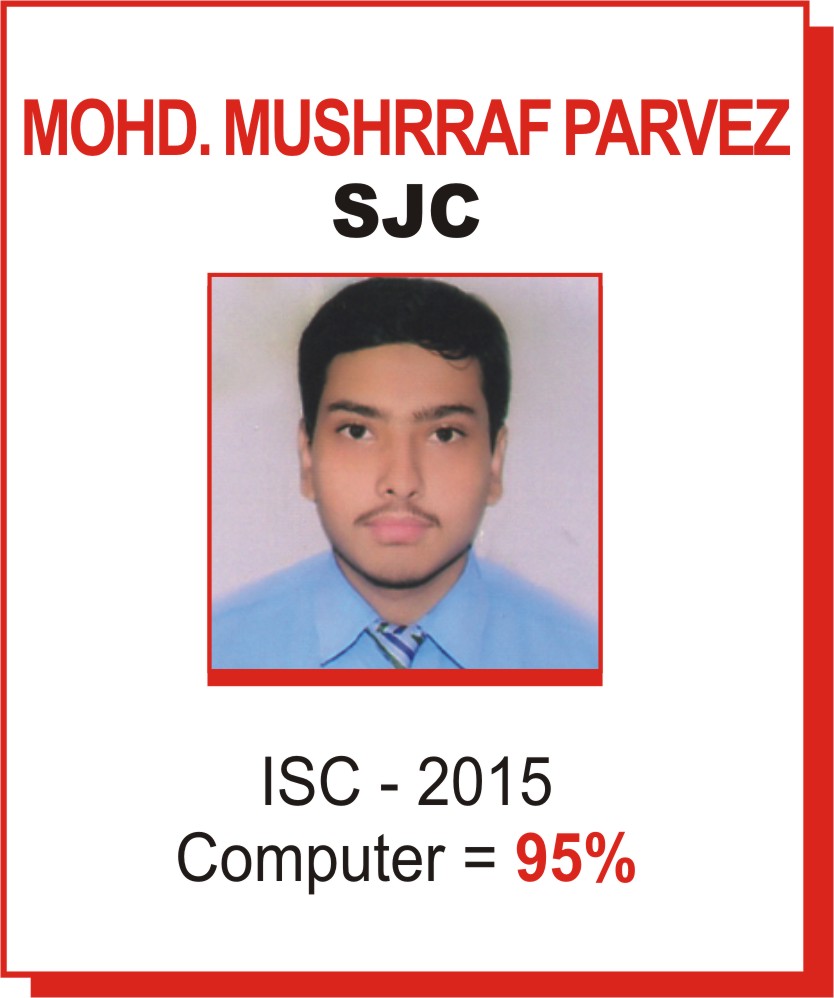 MOHD. MUSHRRAF PARVEZ
SJC
ISC - 2015
Computer = 95%